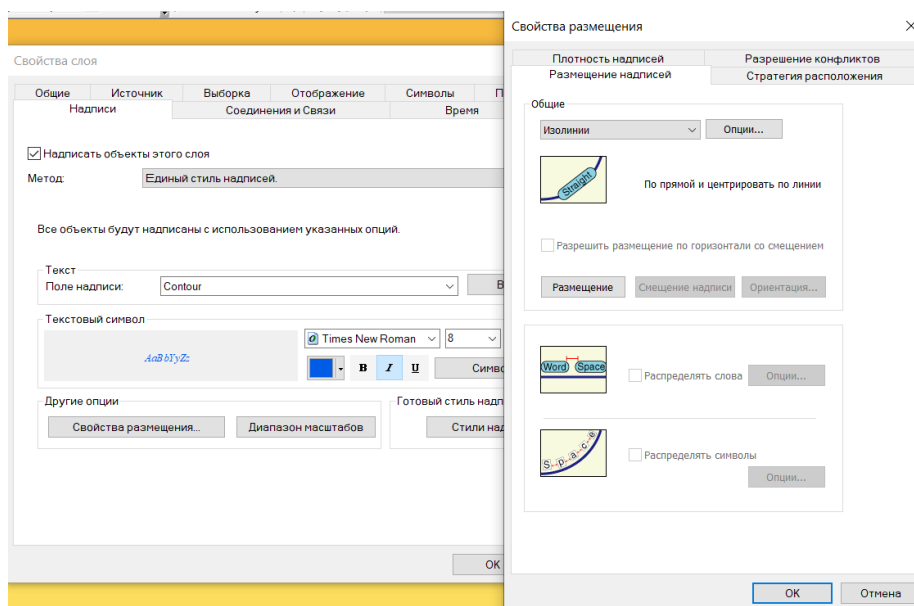 Свойства слоя
Общие Источник Выборка Отображение Символы
Надписи Соединения и Связи Время
Надписать объекты этого слоя
Метод: Единый стиль надписей.
Все объекты будут надписаны с использованием указанных опций.
Текст
Поле надписи: Contour
Текстовый символ
AaBbYyZz
Times New Roman 8
B I U
Другие опции
Свойства размещения... Диапазон масштабов
OK
Свойства размещения
Плотность надписей Разрешение конфликтов
Размещение надписей Стратегия расположения
Общие
Изолинии Опции...
Straight
По прямой и центрировать по линии
Разрешить размещение по горизонтали со смещением
Размещение Смещение надписи Ориентация...
Word Space
Распределять слова Опции...
S p a c e
Распределять символы
Опции...
OK Отмена